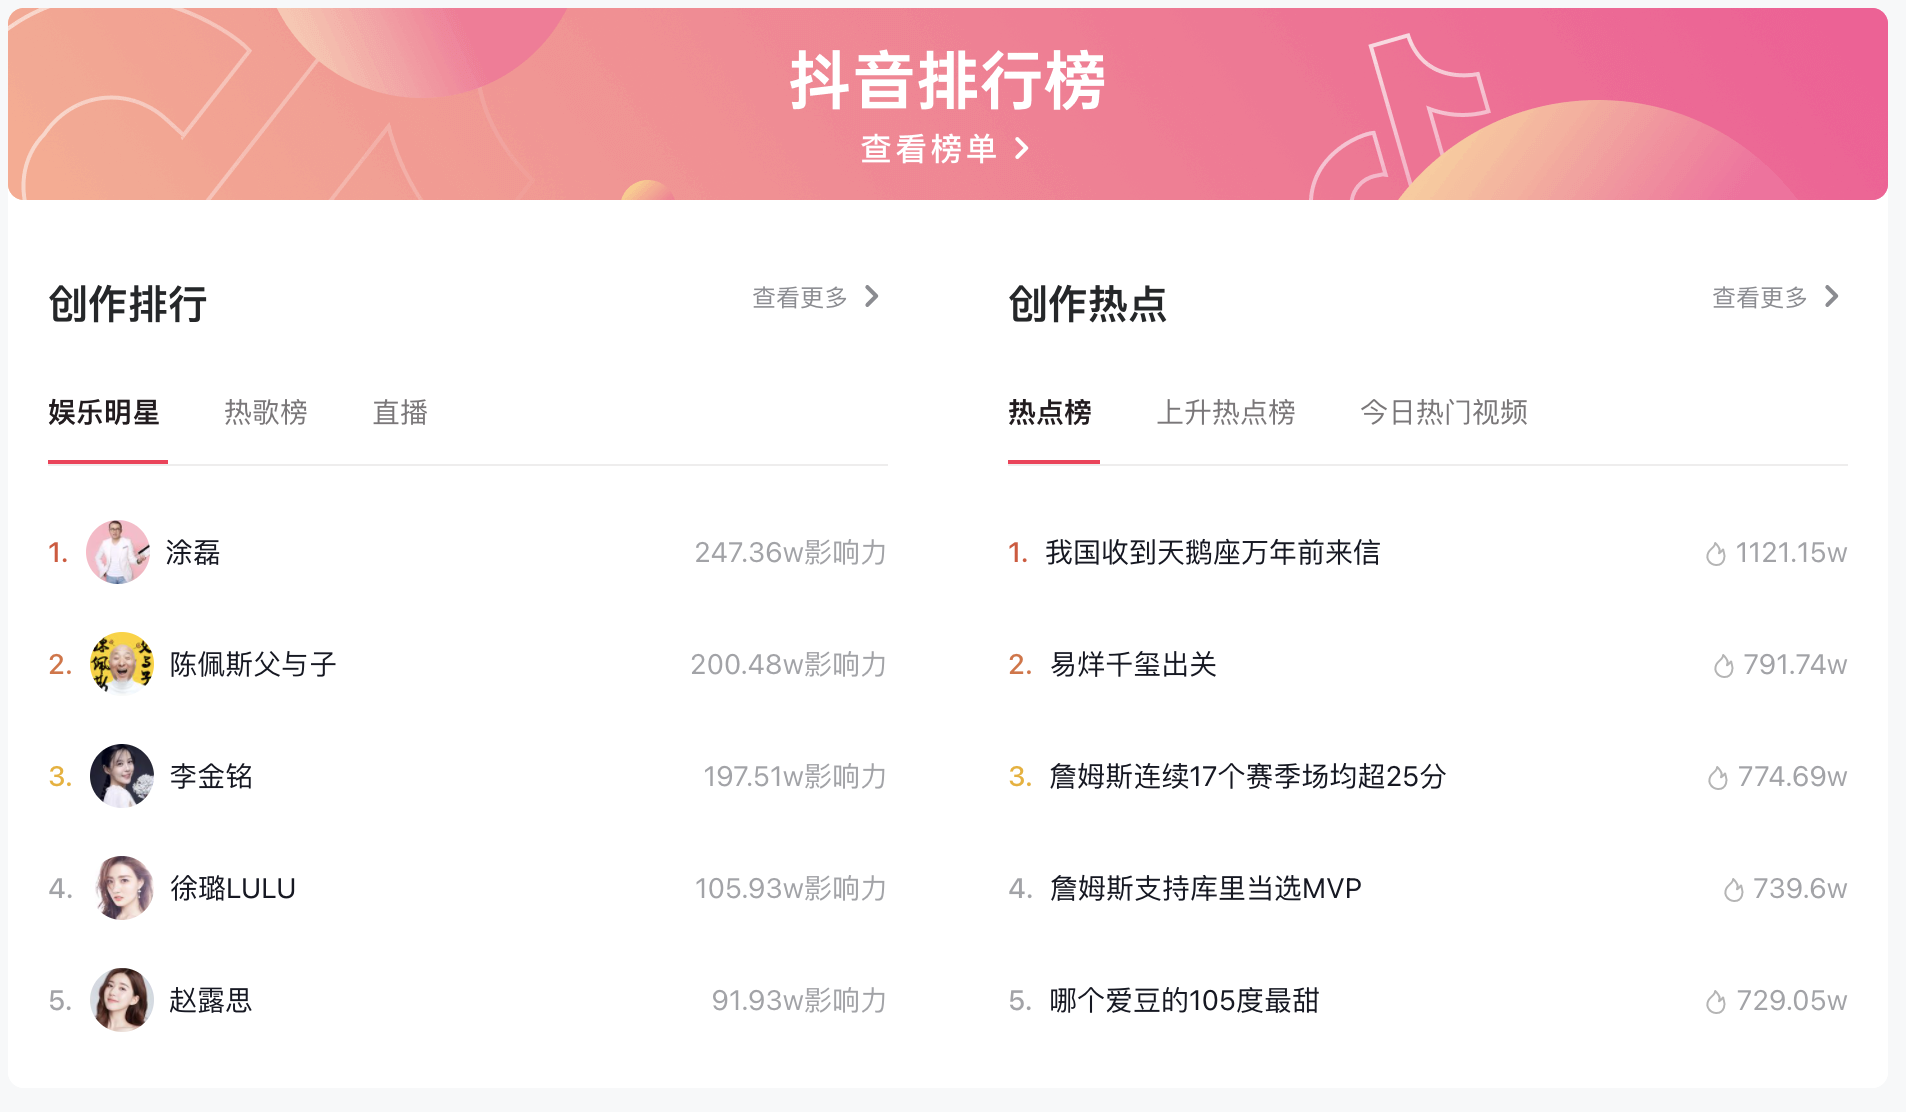 抖音排行榜
查看榜单
创作排行
查看更多
娱乐明星 热歌榜 直播
1. 涂磊 247.36w影响力
2. 陈佩斯父与子 200.48w影响力
3. 李金铭 197.51w影响力
4. 徐璐LULU 105.93w影响力
5. 赵露思 91.93w影响力
创作热点
查看更多
热点榜 上升热点榜 今日热门视频
1. 我国收到天鹅座万年前来信 1121.15w
2. 易烊千玺出关 791.74w
3. 詹姆斯连续17个赛季场均超25分 774.69w
4. 詹姆斯支持库里当选MVP 739.6w
5. 哪个爱豆的105度最甜 729.05w